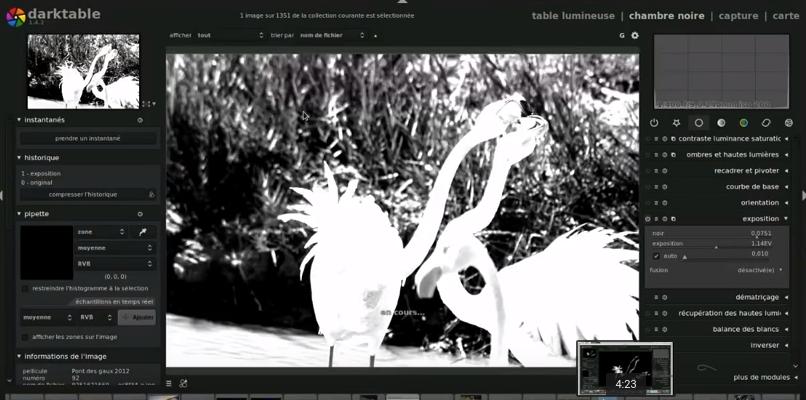 darktable
1.4.2
1 image sur 1351 de la collection courante est sélectionnée
table lumineuse | chambre noire | capture | carte
afficher tout trier par nom de fichier
G
instantanés
prendre un instantané
historique
1 - exposition
0 - original
compresser l'historique
pipette
zone
moyenne
RVB
(0, 0, 0)
restreindre l'histogramme à la sélection
échantillons en temps réel
moyenne RVB Ajouter
afficher les zones sur l'image
informations de l'image
pellicule Pont des gaux 2012
numéro 92
en cours...
contraste luminance saturatio
ombres et hautes lumières
recadrer et pivoter
courbe de base
orientation
exposition
noir 0,0751
exposition 1,14EV
auto 0,010
fusion désactivé(e)
dématriçage
récupération des hautes lumi
balance des blancs
inverser
plus de modules
4:23